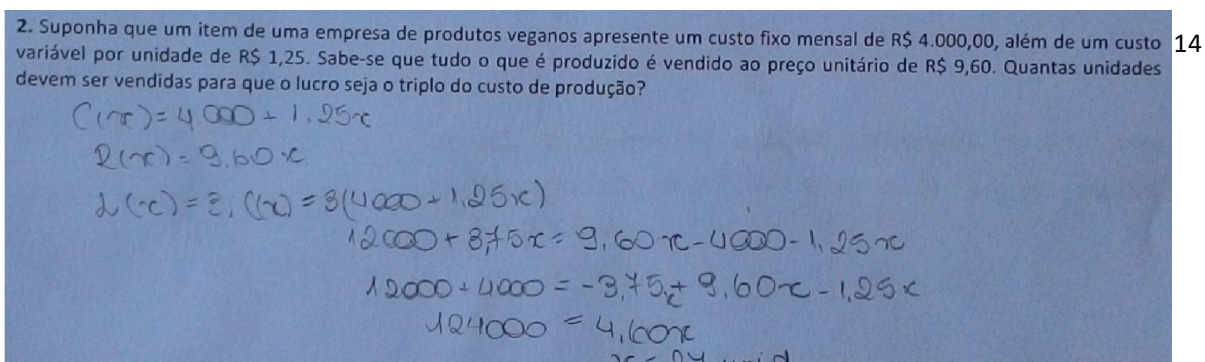 2. Suponha que um item de uma empresa de produtos veganos apresente um custo fixo mensal de R$ 4.000,00, além de um custo
variável por unidade de R$ 1,25. Sabe-se que tudo o que é produzido é vendido ao preço unitário de R$ 9,60. Quantas unidades
devem ser vendidas para que o lucro seja o triplo do custo de produção?
14
C(x) = 4.000 + 1,25x
R(x) = 9,60x
L(x) = 3.C(x) = 3(4000 + 1,25x)
12000 + 3,75x = 9,60x - 4000 - 1,25x
12000 + 4000 = -3,75x + 9,60x - 1,25x
124000 = 4,60x